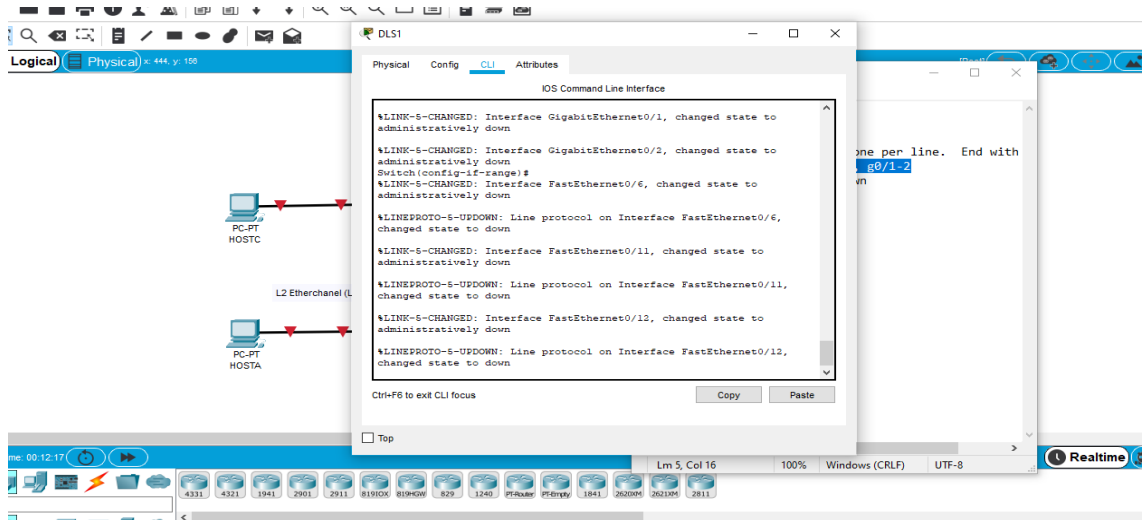 DLS1
Logical
Physical
x: 444, y: 156
Physical Config CLI Attributes
IOS Command Line Interface
%LINK-5-CHANGED: Interface GigabitEthernet0/1, changed state to
administratively down
%LINK-5-CHANGED: Interface GigabitEthernet0/2, changed state to
administratively down
Switch(config-if-range)#
%LINK-5-CHANGED: Interface FastEthernet0/6, changed state to
administratively down
%LINEPROTO-5-UPDOWN: Line protocol on Interface FastEthernet0/6,
changed state to down
%LINK-5-CHANGED: Interface FastEthernet0/11, changed state to
administratively down
%LINEPROTO-5-UPDOWN: Line protocol on Interface FastEthernet0/11,
changed state to down
%LINK-5-CHANGED: Interface FastEthernet0/12, changed state to
administratively down
%LINEPROTO-5-UPDOWN: Line protocol on Interface FastEthernet0/12,
changed state to down
Ctrl+F6 to exit CLI focus
Copy
Paste
Top
one per line. End with
, g0/1-2
wn
PC-PT
HOSTC
L2 Etherchanel (L
PC-PT
HOSTA
Lm 5, Col 16 100% Windows (CRLF) UTF-8
me: 00:12:17
Realtime
4331 4321 1941 2901 2911 819IOX 819HGW 829 1240 PT-Router PT-Empty 1841 2620XM 2621XM 2811